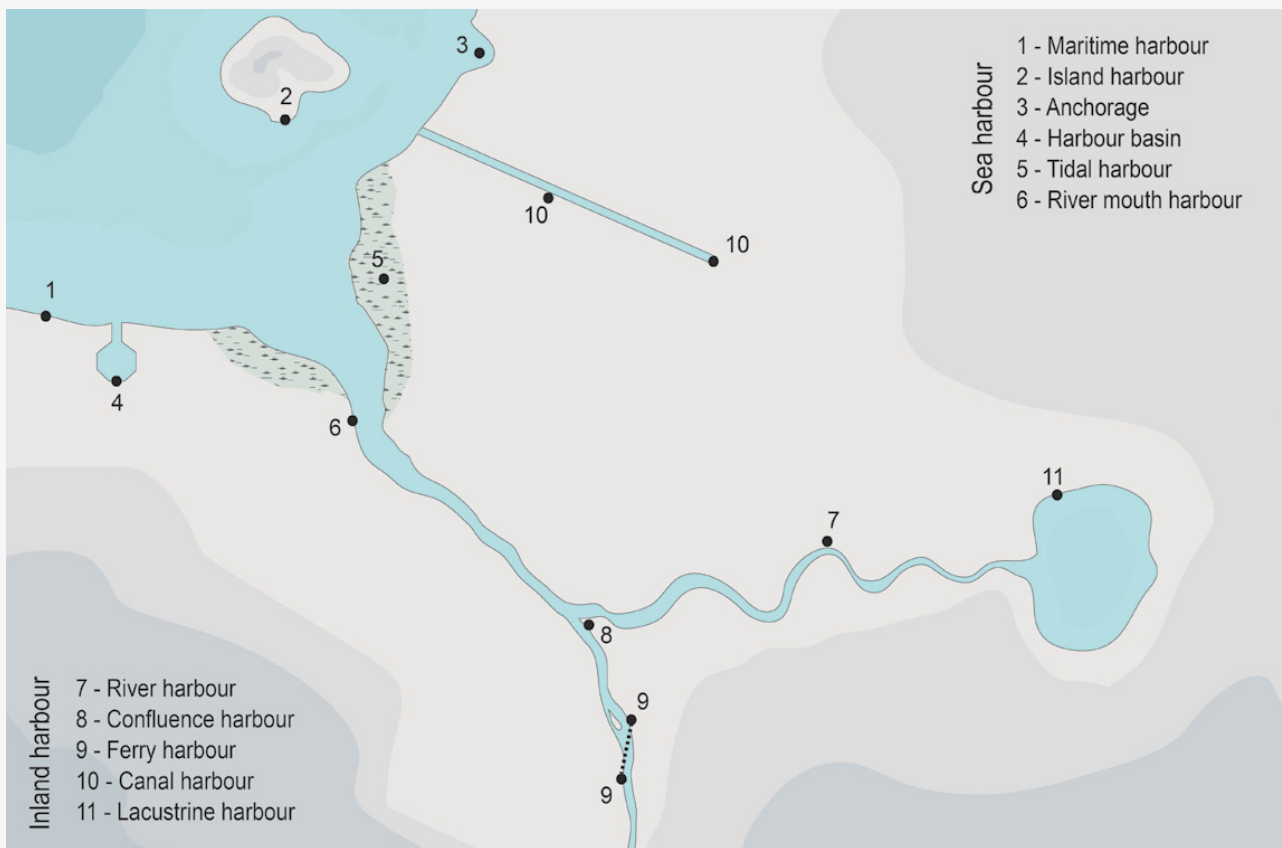 3
2
10
10
5
1
4
6
11
7
8
9
9
Sea harbour
1 - Maritime harbour
2 - Island harbour
3 - Anchorage
4 - Harbour basin
5 - Tidal harbour
6 - River mouth harbour
Inland harbour
7 - River harbour
8 - Confluence harbour
9 - Ferry harbour
10 - Canal harbour
11 - Lacustrine harbour